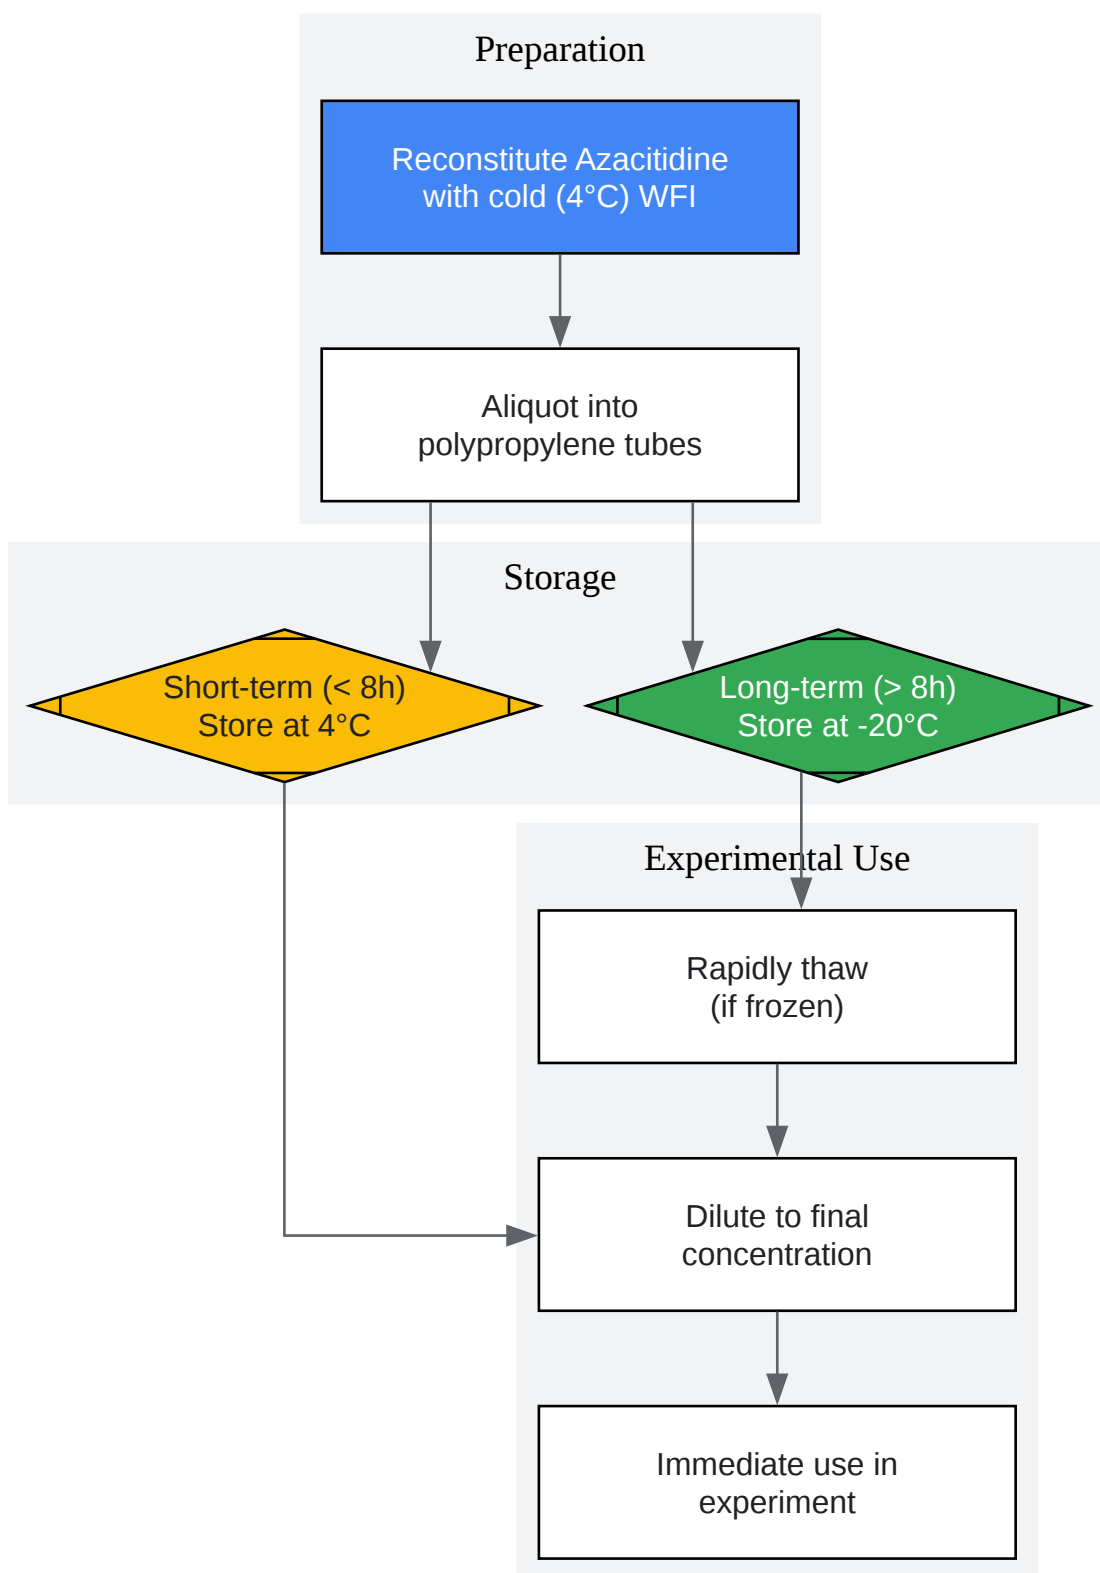 Preparation
Reconstitute Azacitidine
with cold (4°C) WFI
Aliquot into
polypropylene tubes
Storage
Short-term (< 8h)
Store at 4°C
Long-term (> 8h)
Store at -20°C
Experimental Use
Rapidly thaw
(if frozen)
Dilute to final
concentration
Immediate use in
experiment